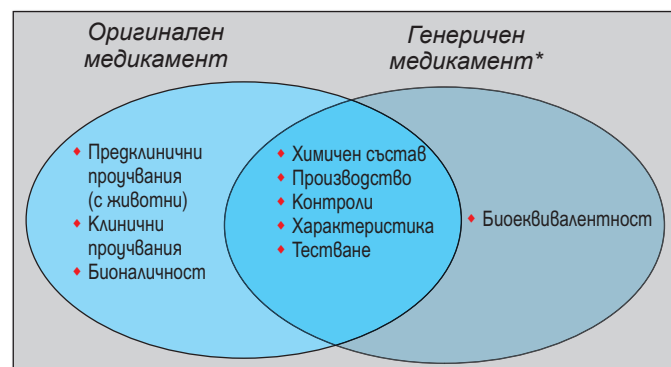 Оригинален
медикамент
Генеричен
медикамент*
♦ Предклинични
проучвания
(с животни)
♦ Клинични
проучвания
♦ Бионаличност
♦ Химичен състав
♦ Производство
♦ Контроли
♦ Характеристика
♦ Тестване
♦ Биоеквивалентност